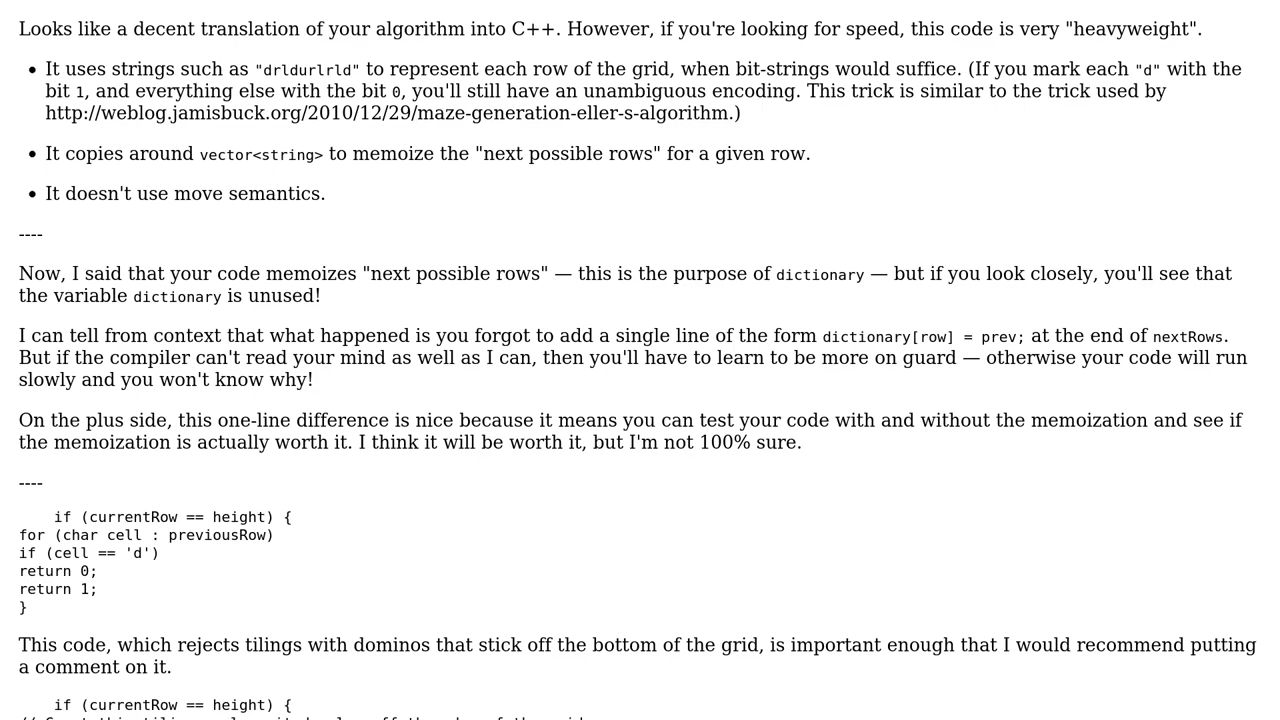 Looks like a decent translation of your algorithm into C++. However, if you're looking for speed, this code is very "heavyweight".
• It uses strings such as "drldurlrld" to represent each row of the grid, when bit-strings would suffice. (If you mark each "d" with the
bit 1, and everything else with the bit 0, you'll still have an unambiguous encoding. This trick is similar to the trick used by
http://weblog.jamisbuck.org/2010/12/29/maze-generation-eller-s-algorithm.)
• It copies around vector<string> to memoize the "next possible rows" for a given row.
• It doesn't use move semantics.
----
Now, I said that your code memoizes "next possible rows" — this is the purpose of dictionary — but if you look closely, you'll see that
the variable dictionary is unused!
I can tell from context that what happened is you forgot to add a single line of the form dictionary[row] = prev; at the end of nextRows.
But if the compiler can't read your mind as well as I can, then you'll have to learn to be more on guard — otherwise your code will run
slowly and you won't know why!
On the plus side, this one-line difference is nice because it means you can test your code with and without the memoization and see if
the memoization is actually worth it. I think it will be worth it, but I'm not 100% sure.
----
if (currentRow == height) {
for (char cell : previousRow)
if (cell == 'd')
return 0;
return 1;
}
This code, which rejects tilings with dominos that stick off the bottom of the grid, is important enough that I would recommend putting
a comment on it.
if (currentRow == height) {